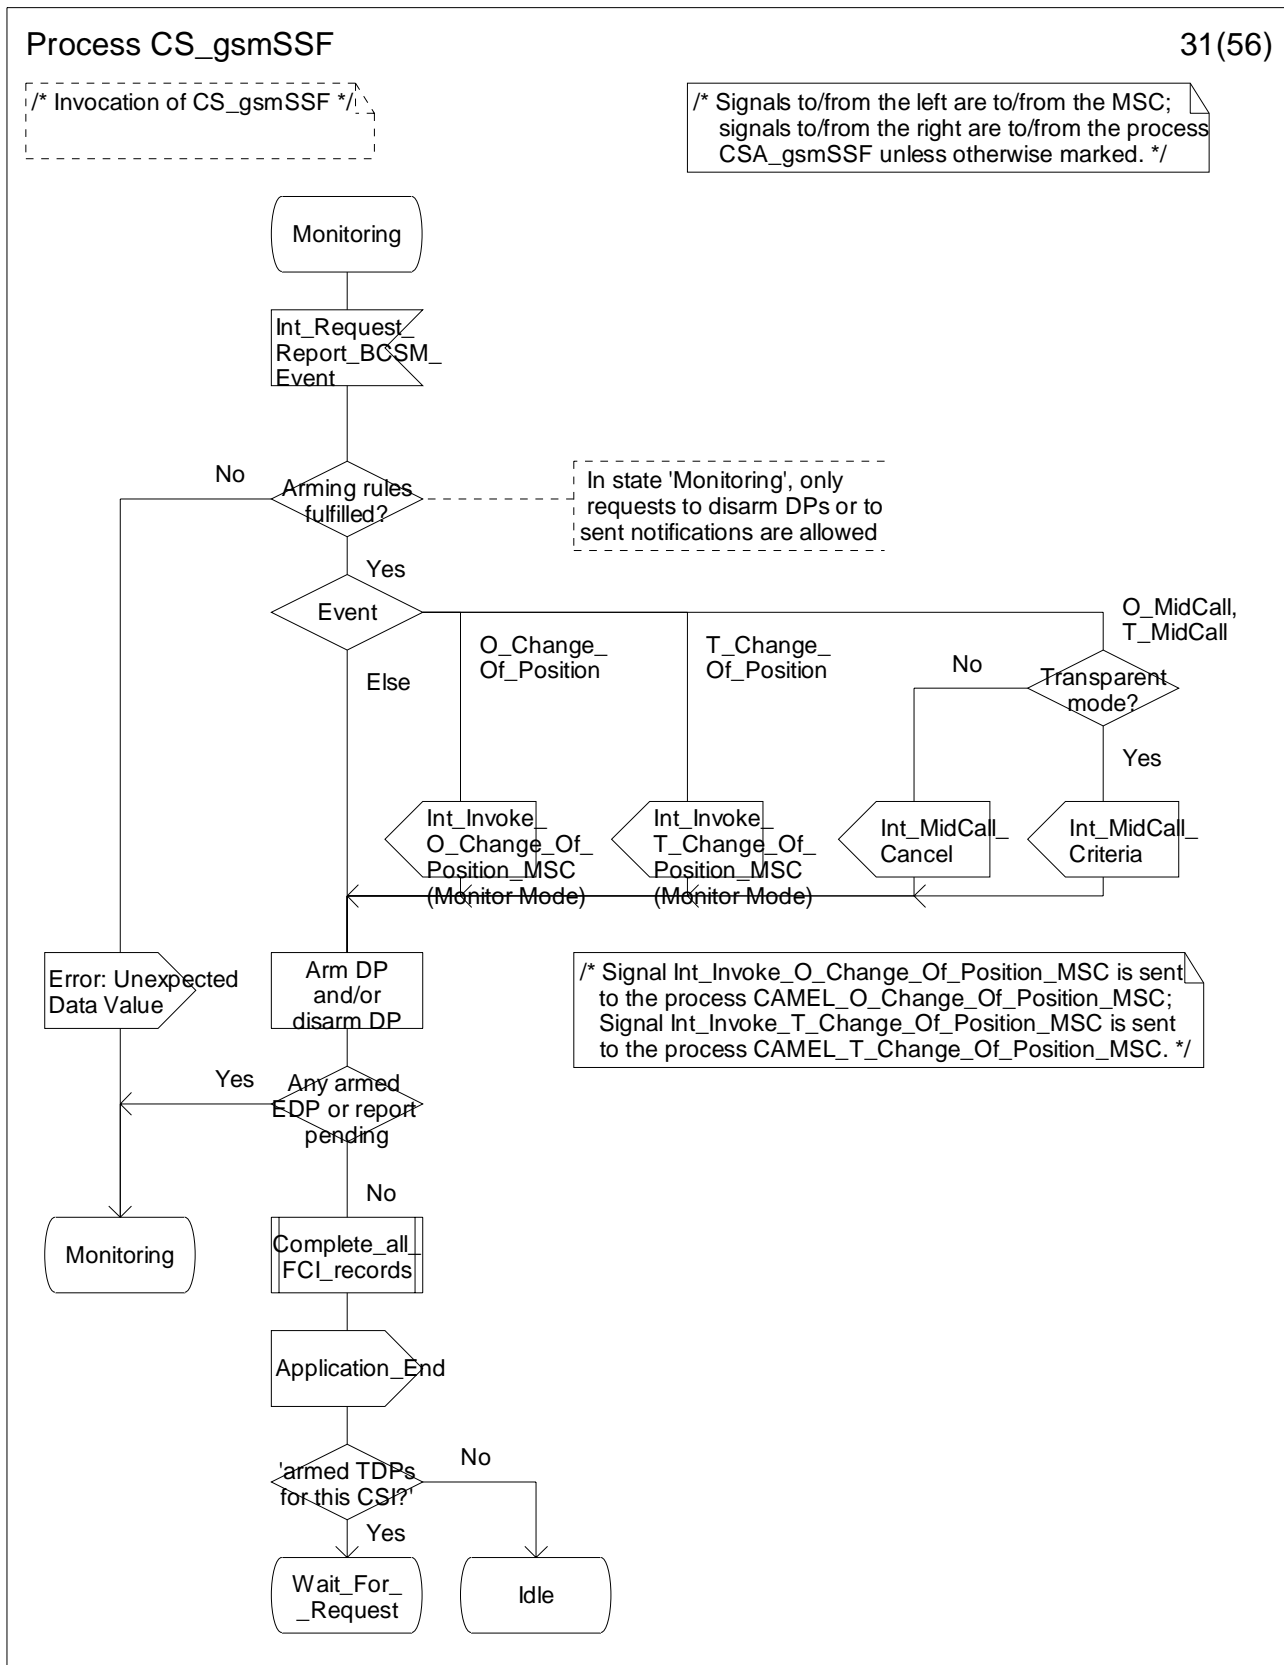 Process CS_gsmSSF
31(56)
/* Invocation of CS_gsmSSF */
/* Signals to/from the left are to/from the MSC;
signals to/from the right are to/from the process
CSA_gsmSSF unless otherwise marked. */
Monitoring
Int_Request_
Report_BCSM_
Event
No
Arming rules
fulfilled?
In state 'Monitoring', only
requests to disarm DPs or to
sent notifications are allowed
Yes
Event
O_MidCall,
T_MidCall
O_Change_
Of_Position
T_Change_
Of_Position
Else
No
Transparent
mode?
Yes
Int_Invoke_
O_Change_Of_
Position_MSC
(Monitor Mode)
Int_Invoke_
T_Change_Of_
Position_MSC
(Monitor Mode)
Int_MidCall_
Cancel
Int_MidCall_
Criteria
Error: Unexpected
Data Value
Arm DP
and/or
disarm DP
/* Signal Int_Invoke_O_Change_Of_Position_MSC is sent
to the process CAMEL_O_Change_Of_Position_MSC;
Signal Int_Invoke_T_Change_Of_Position_MSC is sent
to the process CAMEL_T_Change_Of_Position_MSC. */
Yes
Any armed
EDP or report
pending
No
Monitoring
Complete_all_
FCI_records
Application_End
'armed TDPs
for this CSI?'
No
Yes
Wait_For_
_Request
Idle